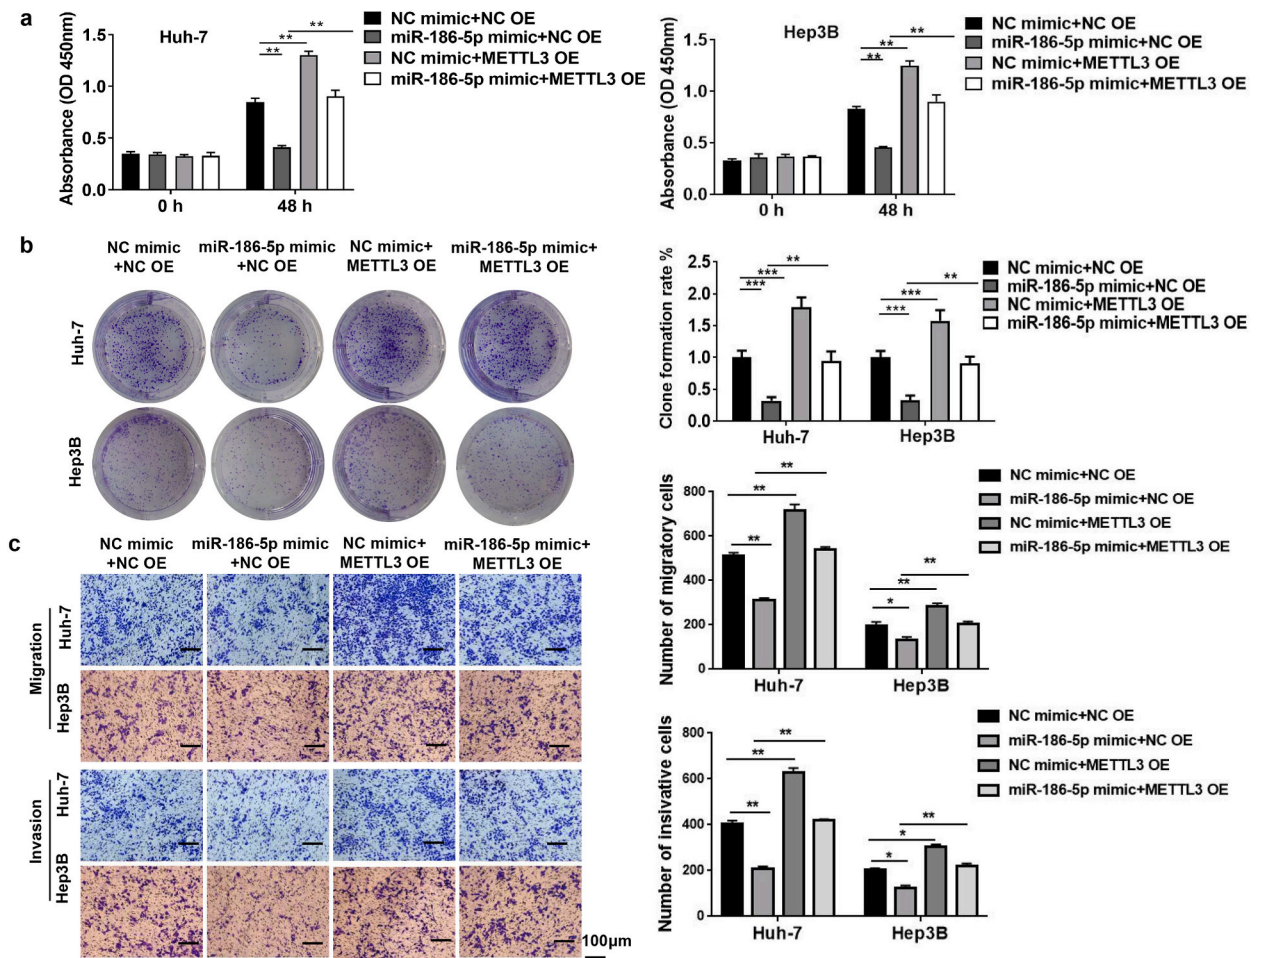 a
Huh-7
Absorbance (OD 450nm)
1.5
1.0
0.5
0.0
**
**
**
0 h
48 h
NC mimic+NC OE
miR-186-5p mimic+NC OE
NC mimic+METTL3 OE
miR-186-5p mimic+METTL3 OE
Hep3B
Absorbance (OD 450nm)
1.5
1.0
0.5
0.0
**
**
**
0 h
48 h
NC mimic+NC OE
miR-186-5p mimic+NC OE
NC mimic+METTL3 OE
miR-186-5p mimic+METTL3 OE
b
NC mimic
+NC OE
miR-186-5p mimic
+NC OE
NC mimic+
METTL3 OE
miR-186-5p mimic+
METTL3 OE
Huh-7
Hep3B
Clone formation rate %
2.5
2.0
1.5
1.0
0.5
0.0
**
***
***
**
***
***
Huh-7
Hep3B
NC mimic+NC OE
miR-186-5p mimic+NC OE
NC mimic+METTL3 OE
miR-186-5p mimic+METTL3 OE
c
NC mimic
+NC OE
miR-186-5p mimic
+NC OE
NC mimic+
METTL3 OE
miR-186-5p mimic+
METTL3 OE
Migration
Huh-7
Hep3B
Invasion
Huh-7
Hep3B
100μm
Number of migratory cells
800
600
400
200
0
**
**
**
**
**
*
Huh-7
Hep3B
NC mimic+NC OE
miR-186-5p mimic+NC OE
NC mimic+METTL3 OE
miR-186-5p mimic+METTL3 OE
Number of insivative cells
800
600
400
200
0
**
**
**
**
*
*
Huh-7
Hep3B
NC mimic+NC OE
miR-186-5p mimic+NC OE
NC mimic+METTL3 OE
miR-186-5p mimic+METTL3 OE